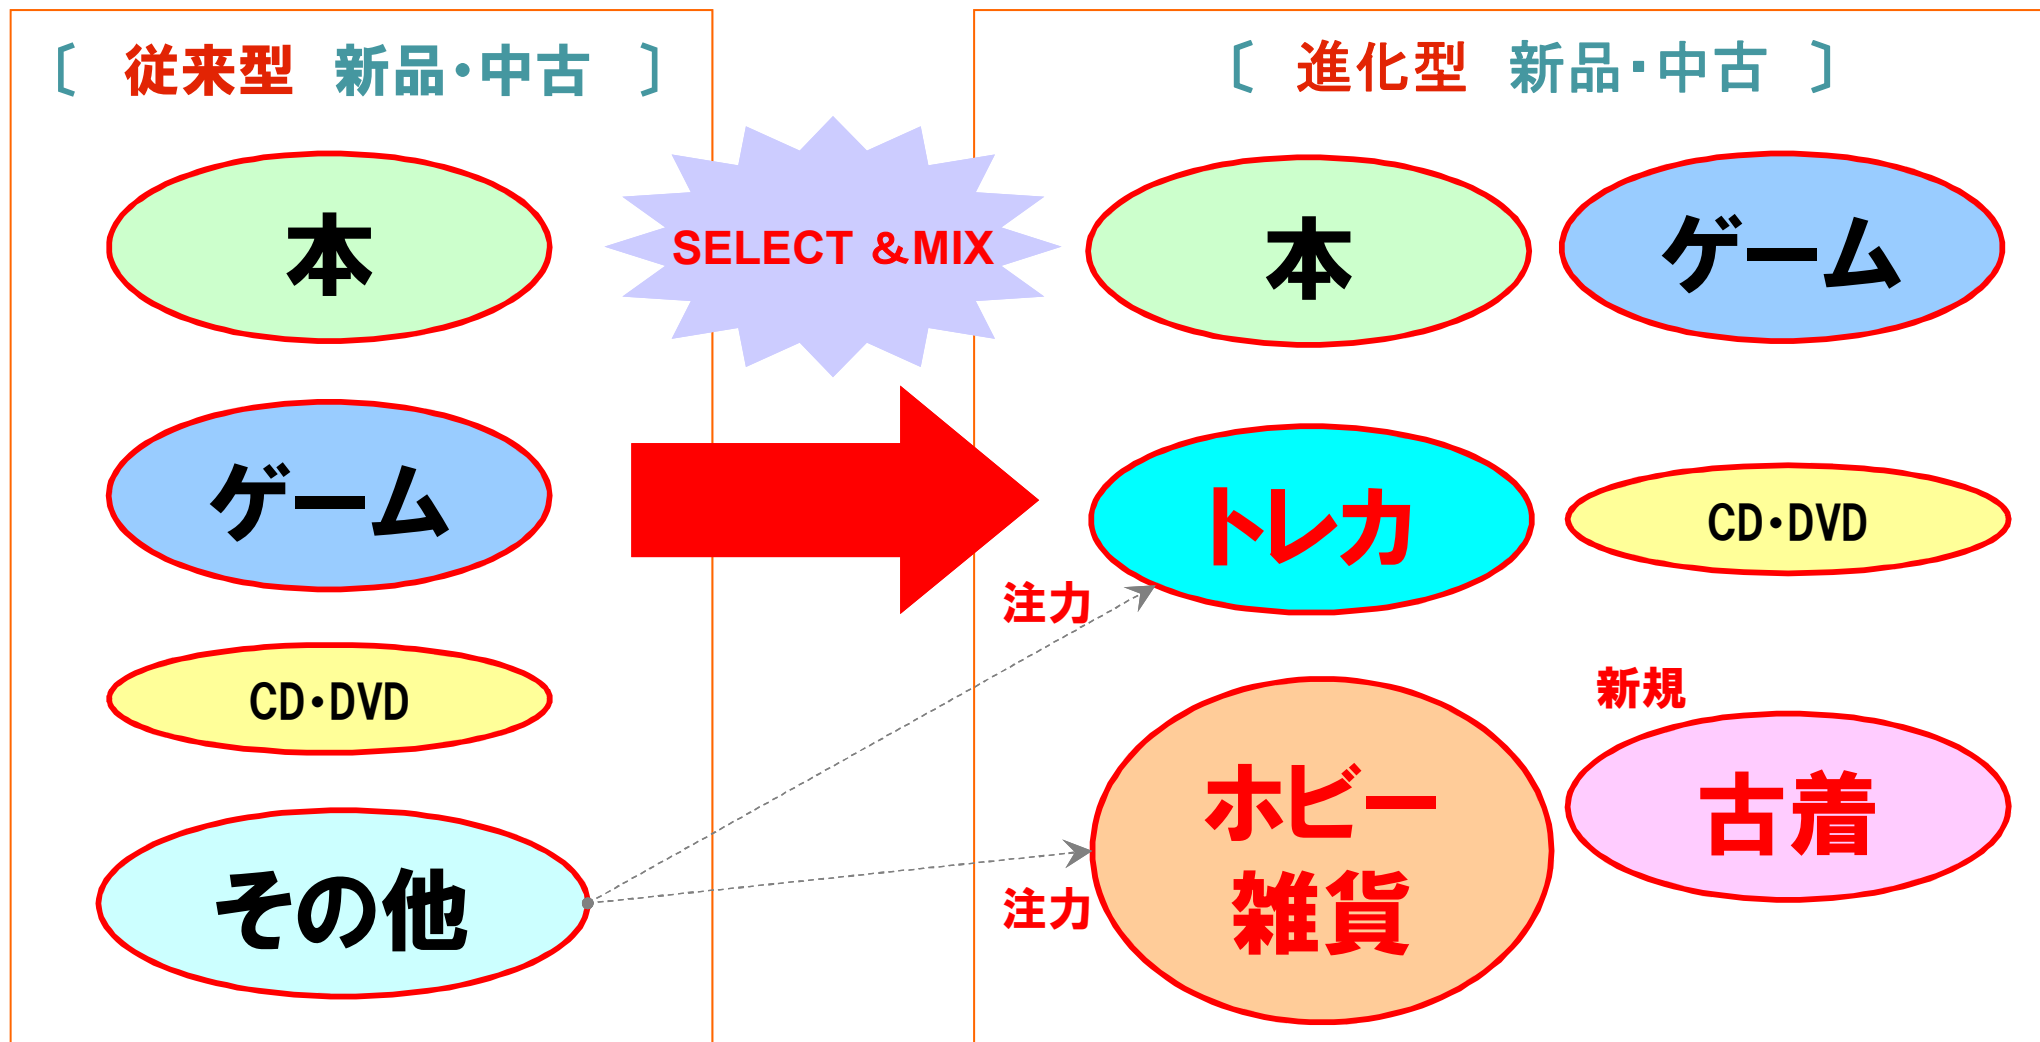 〔 従来型 新品・中古 〕
本
ゲーム
CD・DVD
その他
SELECT ＆MIX
〔 進化型 新品・中古 〕
本
ゲーム
トレカ
CD・DVD
注力
ホビー
雑貨
注力
新規
古着